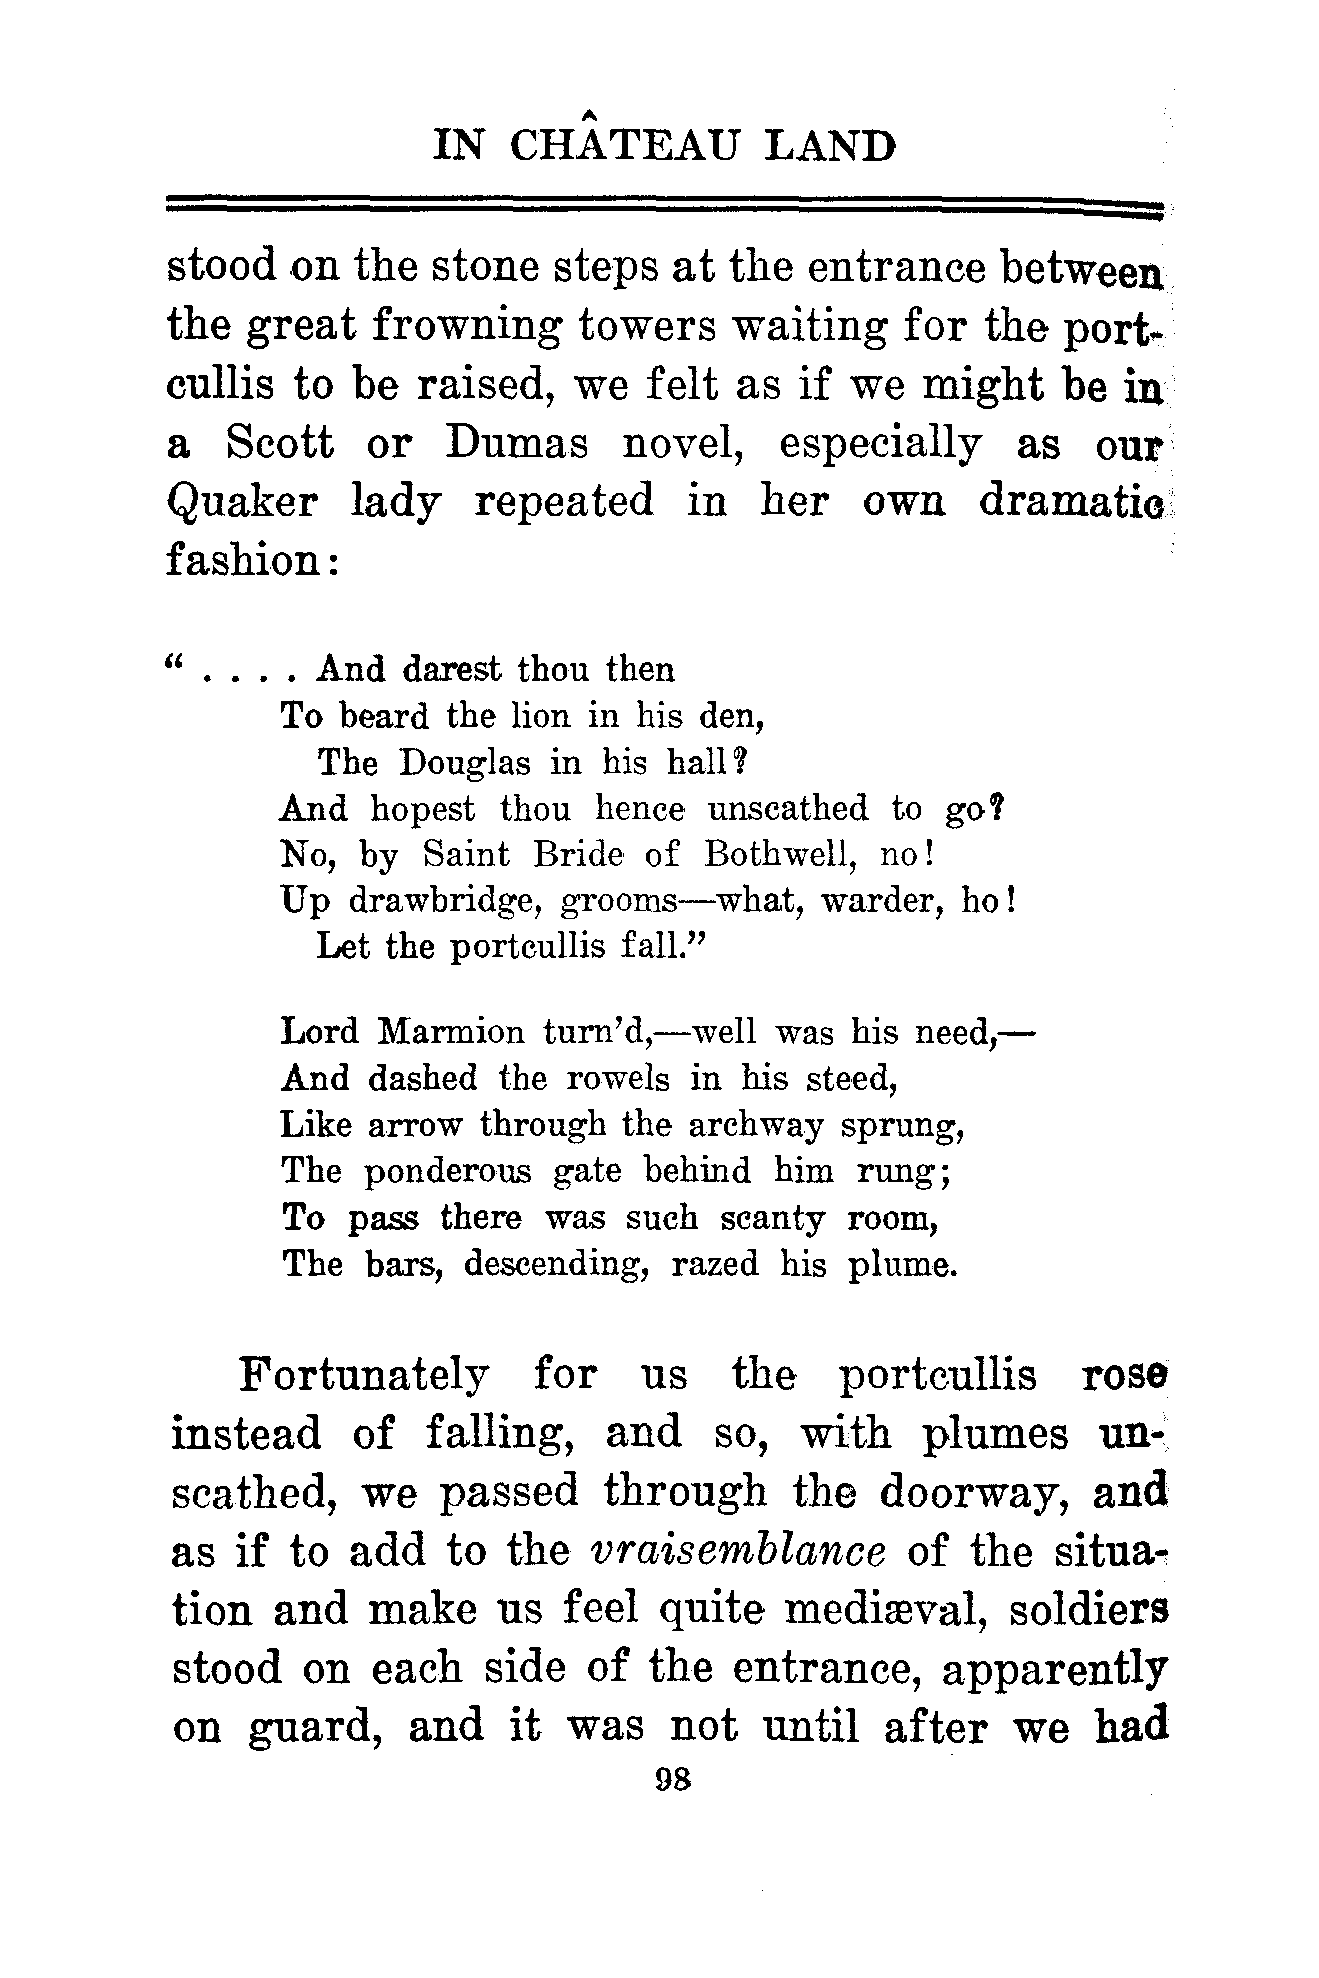 IN CHÂTEAU LAND
stood on the stone steps at the entrance between
the great frowning towers waiting for the port-
cullis to be raised, we felt as if we might be in
a Scott or Dumas novel, especially as our
Quaker lady repeated in her own dramatic
fashion:
“ . . . . And darest thou then
To beard the lion in his den,
The Douglas in his hall?
And hopest thou hence unscathed to go?
No, by Saint Bride of Bothwell, no!
Up drawbridge, grooms—what, warder, ho!
Let the portcullis fall.”
Lord Marmion turn’d,—well was his need,—
And dashed the rowels in his steed,
Like arrow through the archway sprung,
The ponderous gate behind him rung;
To pass there was such scanty room,
The bars, descending, razed his plume.
Fortunately for us the portcullis rose
instead of falling, and so, with plumes un-
scathed, we passed through the doorway, and
as if to add to the vraisemblance of the situa-
tion and make us feel quite mediæval, soldiers
stood on each side of the entrance, apparently
on guard, and it was not until after we had
98